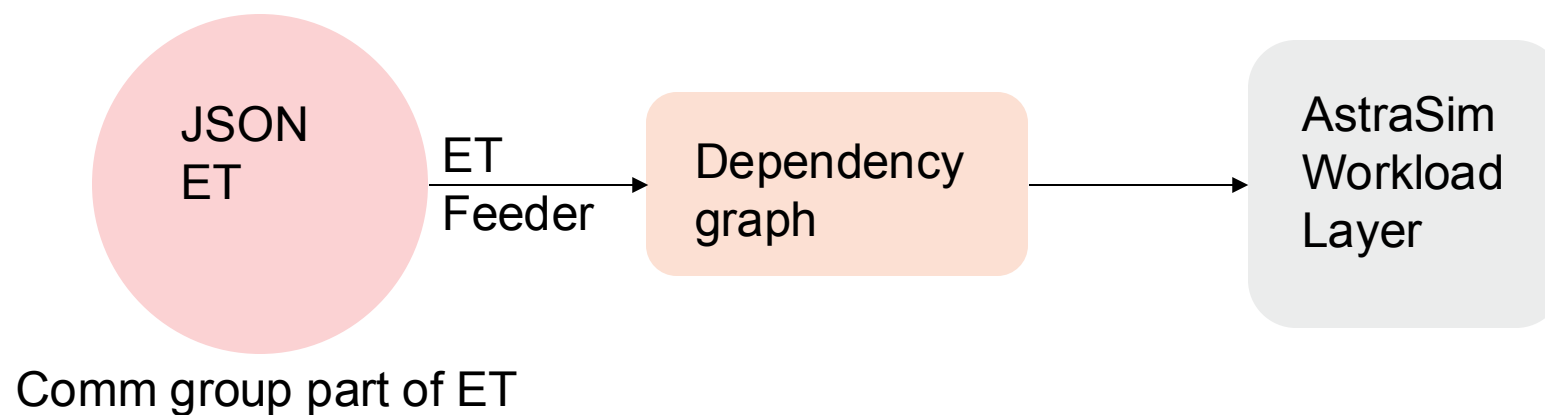 JSON
ET
ET
Feeder
Dependency
graph
AstraSim
Workload
Layer
Comm group part of ET